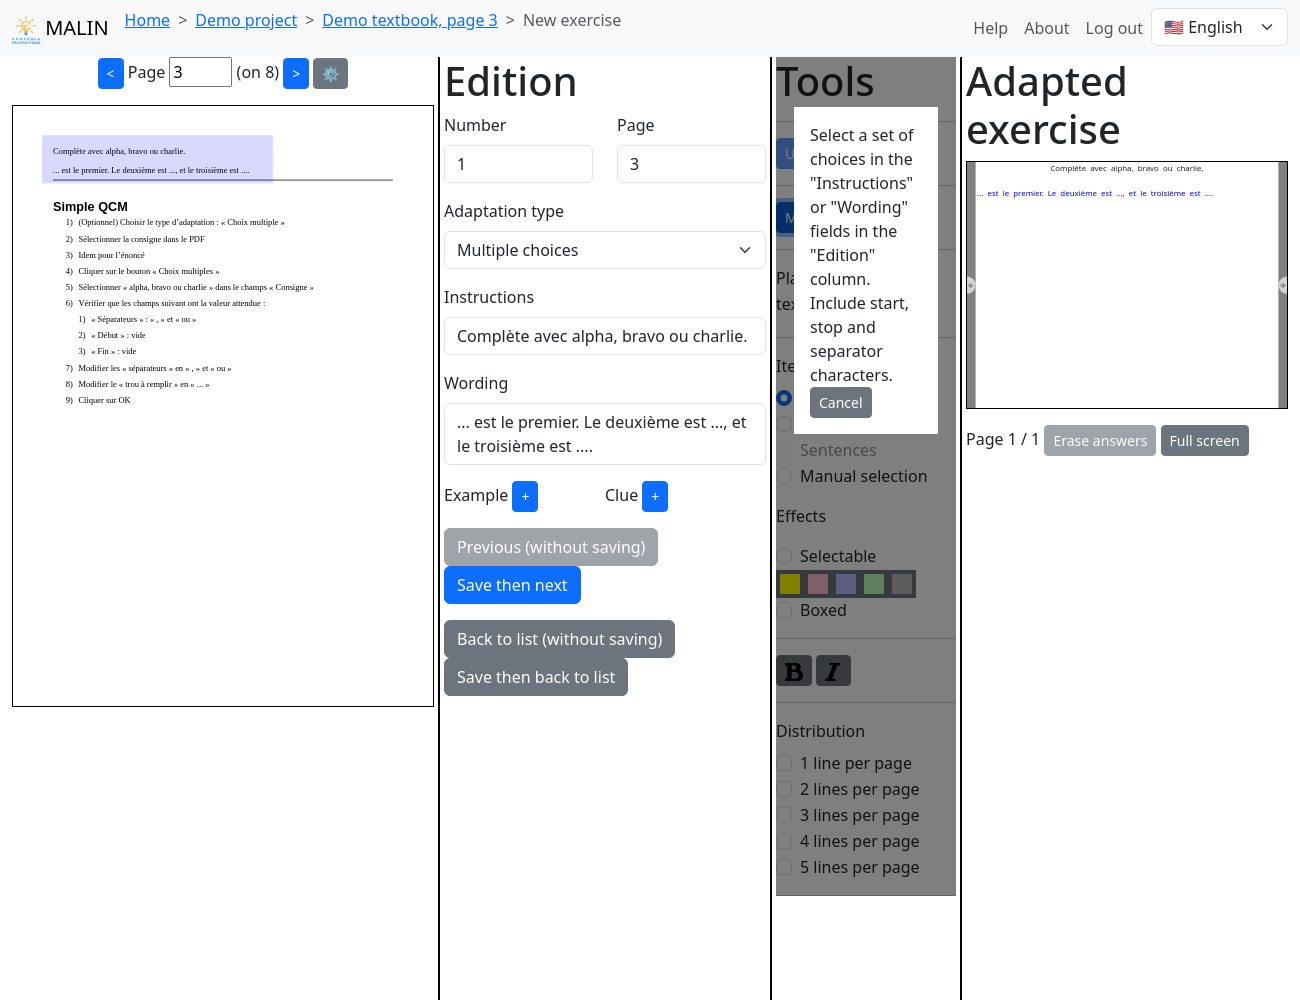 MALIN
Home > Demo project > Demo textbook, page 3 > New exercise
Help About Log out 🇺🇸 English
< Page 3 (on 8) > ⚙️
Complète avec alpha, bravo ou charlie.
... est le premier. Le deuxième est ..., et le troisième est ....
Simple QCM
1) (Optionnel) Choisir le type d’adaptation : « Choix multiple »
2) Sélectionner la consigne dans le PDF
3) Idem pour l’énoncé
4) Cliquer sur le bouton « Choix multiples »
5) Sélectionner « alpha, bravo ou charlie » dans le champs « Consigne »
6) Vérifier que les champs suivant ont la valeur attendue :
1) « Séparateurs » : « , » et « ou »
2) « Début » : vide
3) « Fin » : vide
7) Modifier les « séparateurs » en « , » et « ou »
8) Modifier le « trou à remplir » en « ... »
9) Cliquer sur OK
Edition
Number
Page
1
3
Adaptation type
Multiple choices
Instructions
Complète avec alpha, bravo ou charlie.
Wording
... est le premier. Le deuxième est ..., et
le troisième est ....
Example +
Clue +
Previous (without saving)
Save then next
Back to list (without saving)
Save then back to list
Tools
Select a set of
choices in the
"Instructions"
or "Wording"
fields in the
"Edition"
column.
Include start,
stop and
separator
characters.
Cancel
Sentences
Manual selection
Effects
Selectable
Boxed
B I
Distribution
1 line per page
2 lines per page
3 lines per page
4 lines per page
5 lines per page
Adapted
exercise
Complète avec alpha, bravo ou charlie.
... est le premier. Le deuxième est ..., et le troisième est ....
Page 1 / 1 Erase answers Full screen